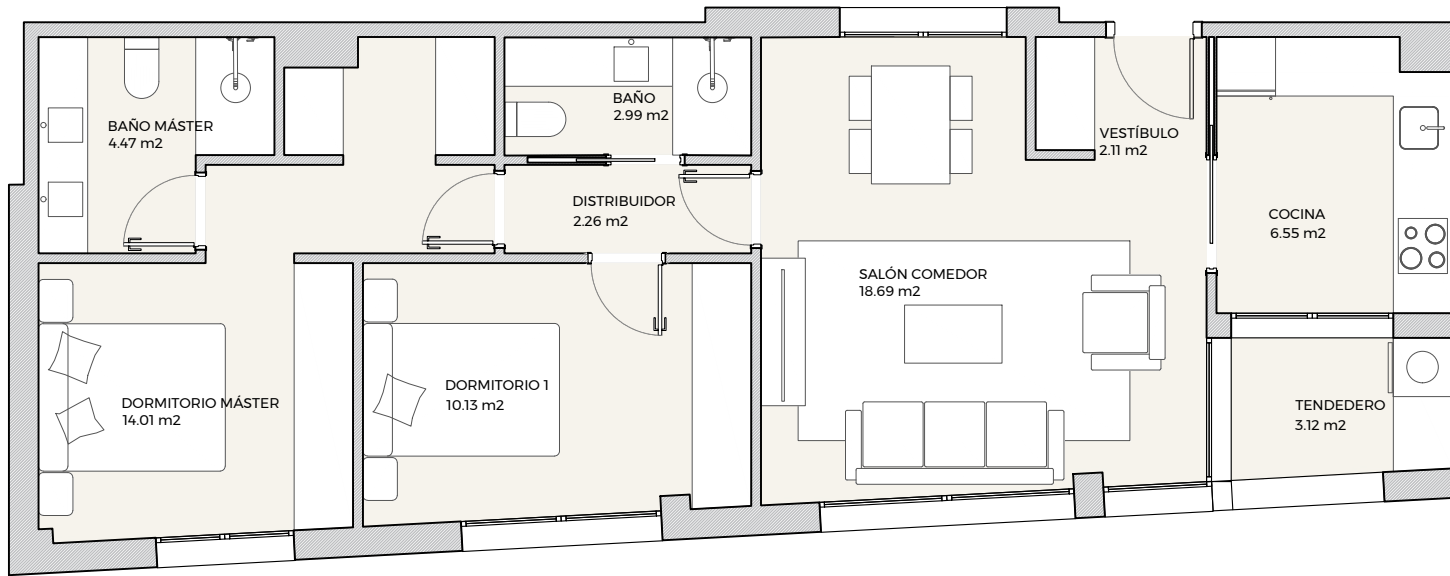 BAÑO MÁSTER
4.47 m2
BAÑO
2.99 m2
VESTÍBULO
2.11 m2
DISTRIBUIDOR
2.26 m2
COCINA
6.55 m2
SALÓN COMEDOR
18.69 m2
DORMITORIO MÁSTER
14.01 m2
DORMITORIO 1
10.13 m2
TENDEDERO
3.12 m2